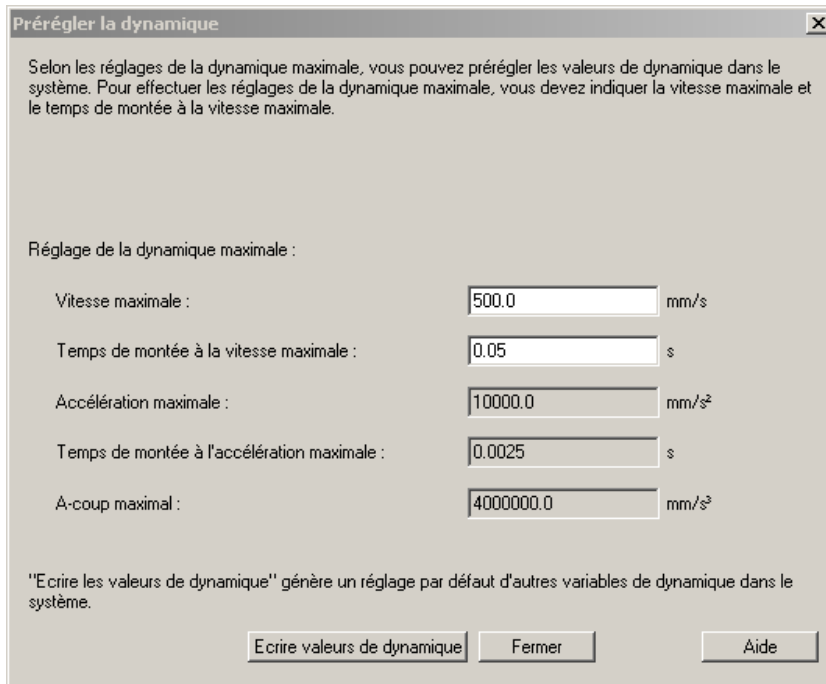 Prérégler la dynamique
Selon les réglages de la dynamique maximale, vous pouvez prérégler les valeurs de dynamique dans le
système. Pour effectuer les réglages de la dynamique maximale, vous devez indiquer la vitesse maximale et
le temps de montée à la vitesse maximale.
Réglage de la dynamique maximale :
Vitesse maximale : 500.0 mm/s
Temps de montée à la vitesse maximale : 0.05 s
Accélération maximale : 10000.0 mm/s²
Temps de montée à l'accélération maximale : 0.0025 s
A-coup maximal : 4000000.0 mm/s³
"Ecrire les valeurs de dynamique" génère un réglage par défaut d'autres variables de dynamique dans le
système.
Ecrire valeurs de dynamique Fermer Aide